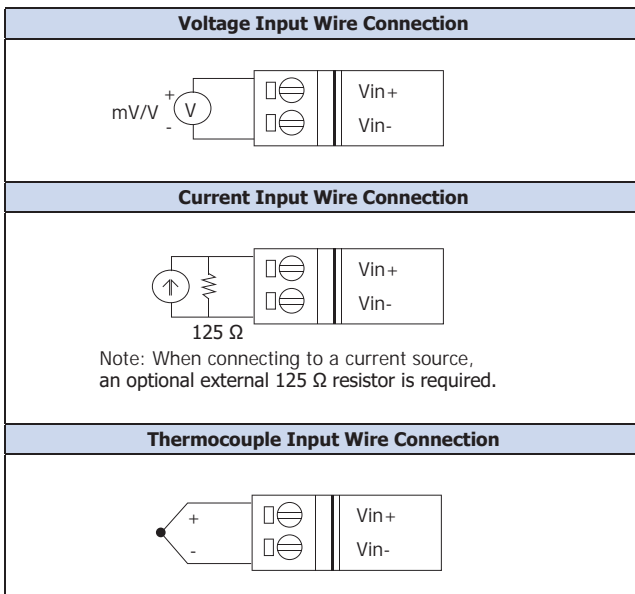 Voltage Input Wire Connection
+
mV/V
V
-
Vin+
Vin-
Current Input Wire Connection
Vin+
Vin-
125 Ω
Note: When connecting to a current source,
an optional external 125 Ω resistor is required.
Thermocouple Input Wire Connection
+
-
Vin+
Vin-